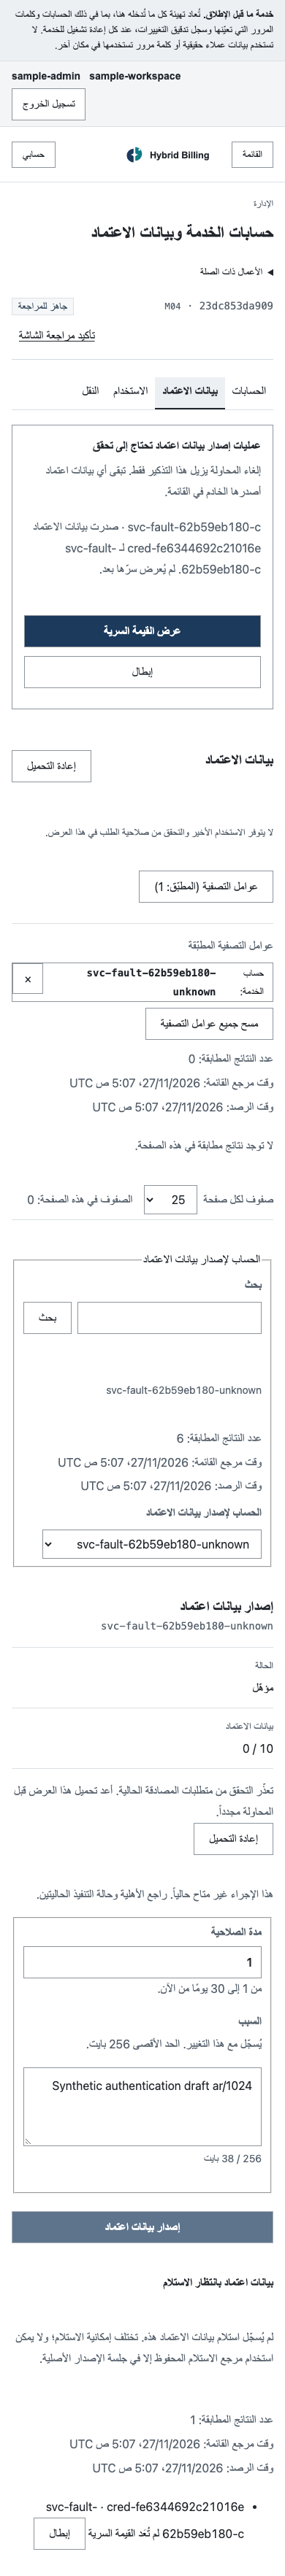 خدمة ما قبل الإطلاق. تُعاد تهيئة كل ما تُدخله هنا، بما في ذلك الحسابات وكلمات
المرور التي تعيّنها وسجل تدقيق التغييرات، عند كل إعادة تشغيل للخدمة. لا
تستخدم بيانات عملاء حقيقية أو كلمة مرور تستخدمها في مكان آخر.
sample-admin sample-workspace
تسجيل الخروج
القائمة
Hybrid Billing
حسابي
الإدارة
حسابات الخدمة وبيانات الاعتماد
الأعمال ذات الصلة
M04 · 23dc853da909
جاهز للمراجعة
تأكيد مراجعة الشاشة
الحسابات
بيانات الاعتماد
الاستخدام
النقل
عمليات إصدار بيانات اعتماد تحتاج إلى تحقق
إلغاء المحاولة يزيل هذا التذكير فقط. تبقى أي بيانات اعتماد
أصدرها الخادم في القائمة.
svc-fault-62b59eb180-c · صدرت بيانات الاعتماد
cred-fe6344692c21016e لـ svc-fault-
62b59eb180-c. لم يُعرض سرّها بعد.
عرض القيمة السرية
إبطال
بيانات الاعتماد
إعادة التحميل
لا يتوفر الاستخدام الأخير والتحقق من صلاحية الطلب في هذا العرض.
عوامل التصفية (المطبّق: 1)
عوامل التصفية المطبّقة
حساب الخدمة:
svc-fault-62b59eb180-
unknown
×
مسح جميع عوامل التصفية
عدد النتائج المطابقة: 0
وقت مرجع القائمة: 27/11/2026، 5:07 ص UTC
وقت الرصد: 27/11/2026، 5:07 ص UTC
لا توجد نتائج مطابقة في هذه الصفحة.
صفوف لكل صفحة
25
الصفوف في هذه الصفحة: 0
الحساب لإصدار بيانات الاعتماد
بحث
بحث
svc-fault-62b59eb180-unknown
عدد النتائج المطابقة: 6
وقت مرجع القائمة: 27/11/2026، 5:07 ص UTC
وقت الرصد: 27/11/2026، 5:07 ص UTC
الحساب لإصدار بيانات الاعتماد
svc-fault-62b59eb180-unknown
إصدار بيانات اعتماد
svc-fault-62b59eb180-unknown
الحالة
مؤهّل
بيانات الاعتماد
0 / 10
تعذّر التحقق من متطلبات المصادقة الحالية. أعد تحميل هذا العرض قبل
المحاولة مجدداً.
إعادة التحميل
هذا الإجراء غير متاح حالياً. راجع الأهلية وحالة التنفيذ الحاليتين.
مدة الصلاحية
1
من 1 إلى 30 يومًا من الآن.
السبب
يُسجّل مع هذا التغيير. الحد الأقصى 256 بايت.
Synthetic authentication draft ar/1024
38 / 256 بايت
إصدار بيانات اعتماد
بيانات اعتماد بانتظار الاستلام
لم يُسجّل استلام بيانات الاعتماد هذه. تختلف إمكانية الاستلام؛ ولا يمكن
استخدام مرجع الاستلام المحفوظ إلا في جلسة الإصدار الأصلية.
عدد النتائج المطابقة: 1
وقت مرجع القائمة: 27/11/2026، 5:07 ص UTC
وقت الرصد: 27/11/2026، 5:07 ص UTC
• svc-fault- · cred-fe6344692c21016e
62b59eb180-c لم تُعَد القيمة السرية
إبطال